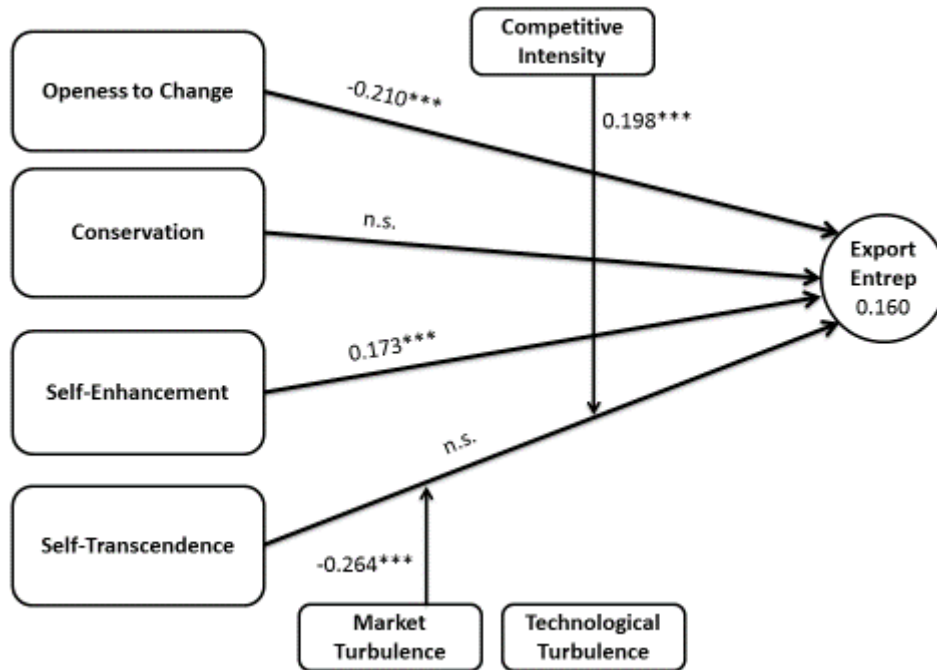 Competitive
Intensity
Openess to Change
-0.210***
0.198***
Conservation
n.s.
Export
Entrep
0.160
Self-Enhancement
0.173***
n.s.
Self-Transcendence
-0.264***
Market
Turbulence
Technological
Turbulence